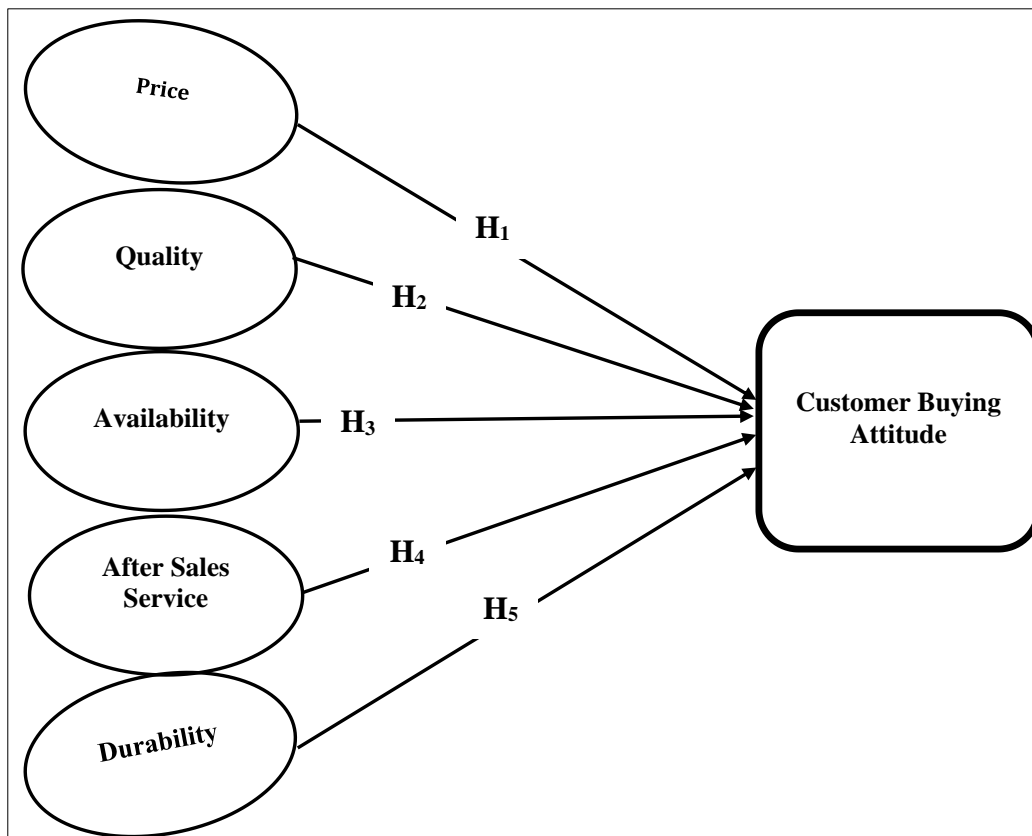 Price
H₁
Quality
H₂
Availability
H₃
Customer Buying
Attitude
After Sales
Service
H₄
H₅
Durability